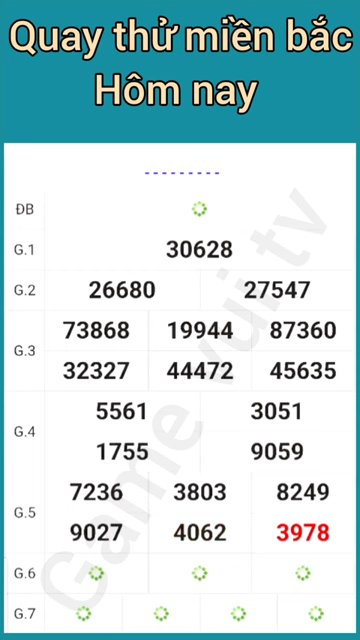 Quay thử miền bắc
Hôm nay
---------
ĐB
G.1 30628
G.2 26680 27547
G.3 73868 19944 87360
32327 44472 45635
G.4 5561 3051
1755 9059
G.5 7236 3803 8249
9027 4062 3978
G.6
G.7
Game vui tv